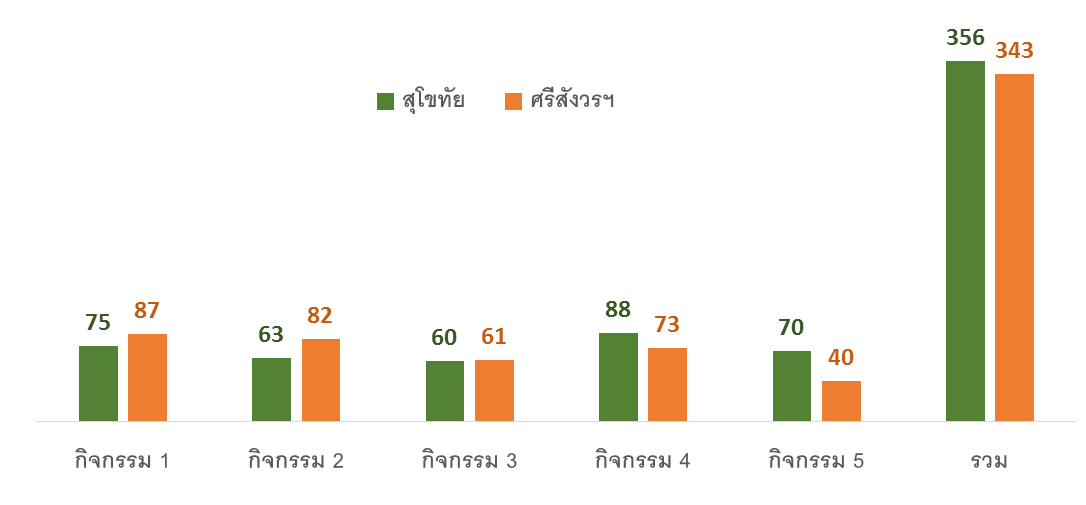 356
343
สุโขทัย ศรีสังวรฯ
75 87 63 82 60 61 88 73 70 40
กิจกรรม 1 กิจกรรม 2 กิจกรรม 3 กิจกรรม 4 กิจกรรม 5 รวม